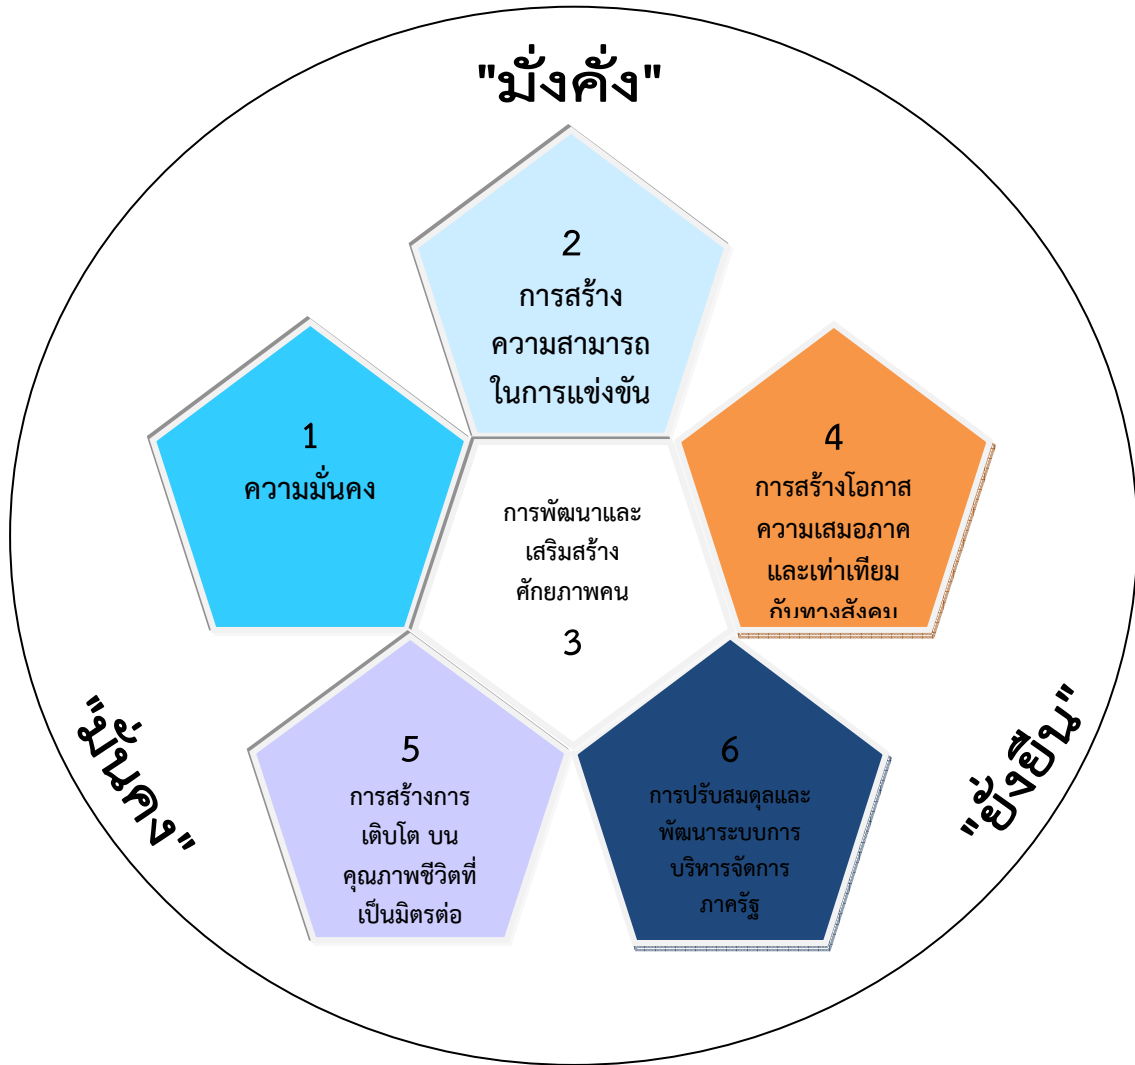 "มั่งคั่ง"
2
การสร้าง
ความสามารถ
ในการแข่งขัน
1
ความมั่นคง
4
การสร้างโอกาส
ความเสมอภาค
และเท่าเทียม
กันทางสังคม
การพัฒนาและ
เสริมสร้าง
ศักยภาพคน
3
5
การสร้างการ
เติบโต บน
คุณภาพชีวิตที่
เป็นมิตรต่อ
6
การปรับสมดุลและ
พัฒนาระบบการ
บริหารจัดการ
ภาครัฐ
"มั่นคง"
"ยั่งยืน"